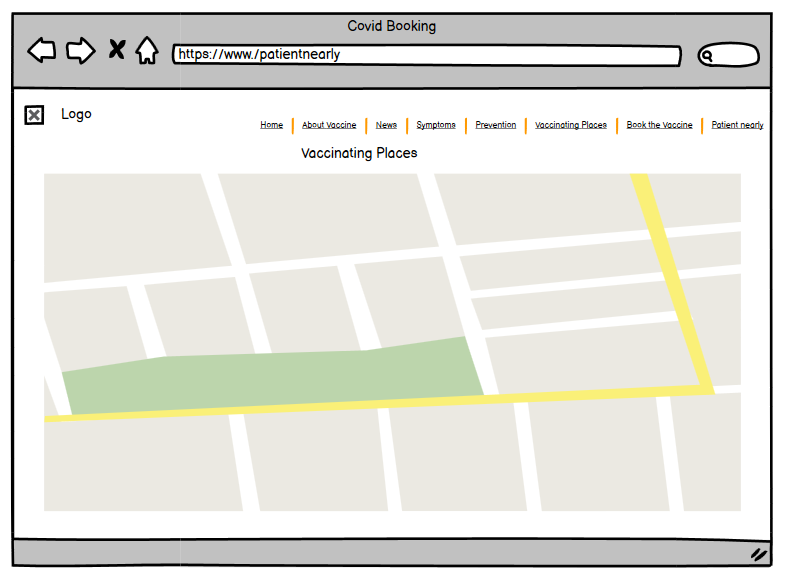 Covid Booking
https://www./patientnearly
Logo
Home About Vaccine News Symptoms Prevention Vaccinating Places Book the Vaccine Patient nearly
Vaccinating Places